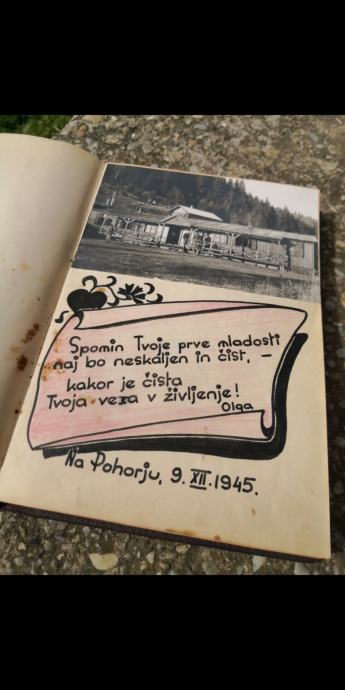 Spomin Tvoje prve mladosti
naj bo neskaljen in čist, –
kakor je čista
Tvoja vera v življenje!
Olga
Na Pohorju, 9. XII. 1945.